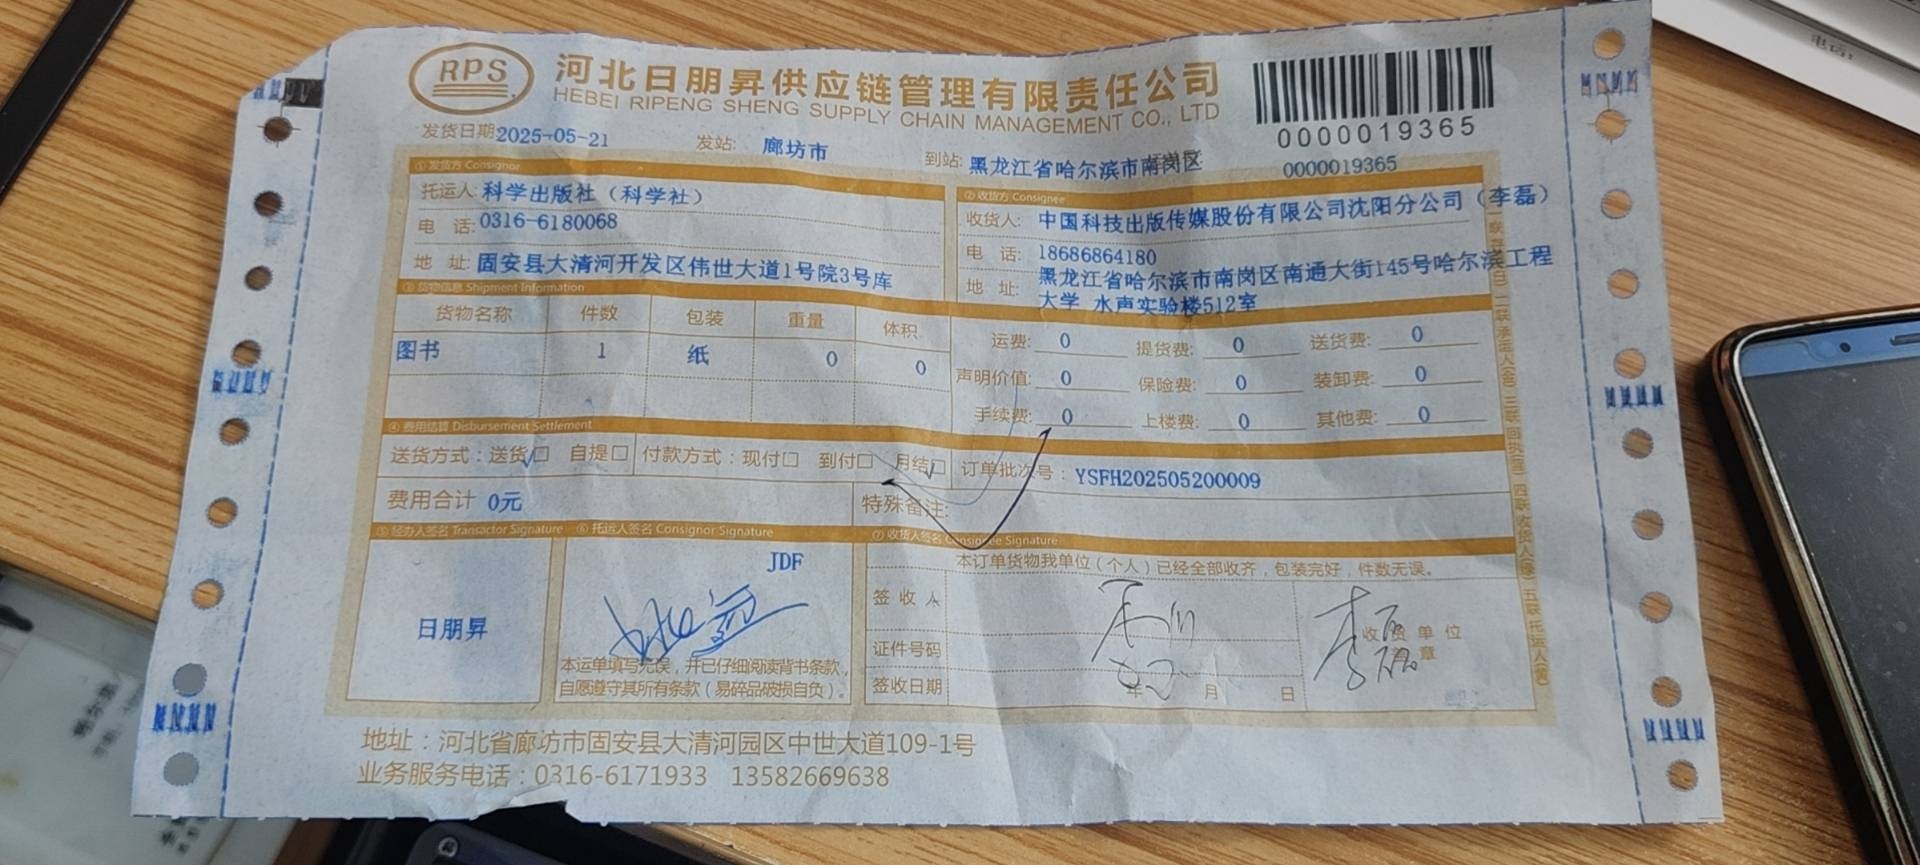 RPS
河北日朋昇供应链管理有限责任公司
HEBEI RIPENG SHENG SUPPLY CHAIN MANAGEMENT CO., LTD
0000019365
发货日期 2025-05-21 发站: 廊坊市 到站: 黑龙江省哈尔滨市南岗区 0000019365
① 发货方 Consignor
托运人: 科学出版社（科学社）
电 话: 0316-6180068
地 址: 固安县大清河开发区伟世大道1号院3号库
② 收货方 Consignee
收货人: 中国科技出版传媒股份有限公司沈阳分公司（李磊）
电 话: 18686864180
地 址: 黑龙江省哈尔滨市南岗区南通大街145号哈尔滨工程
大学 水声实验楼512室
③ 货物信息 Shipment Information
货物名称 件数 包装 重量 体积
图书 1 纸 0 0
运费: 0 提货费: 0 送货费: 0
声明价值: 0 保险费: 0 装卸费: 0
手续费: 0 上楼费: 0 其他费: 0
④ 费用结算 Disbursement Settlement
送货方式：送货☑ 自提☐ 付款方式：现付☐ 到付☐ 月结☑ 订单批次号：YSFH202505200009
费用合计 0元 特殊备注:
⑤ 经办人签名 Transactor Signature
日朋昇
⑥ 托运人签名 Consignor Signature
JDF
本运单填写无误，并已仔细阅读背书条款，
自愿遵守其所有条款（易碎品破损自负）。
⑦ 收货人签名 Consignee Signature
本订单货物我单位（个人）已经全部收齐，包装完好，件数无误。
签 收 人
证件号码
签收日期 年 月 日
收 货 单 位
盖 章
李磊
地址：河北省廊坊市固安县大清河园区中世大道109-1号
业务服务电话：0316-6171933 13582669638